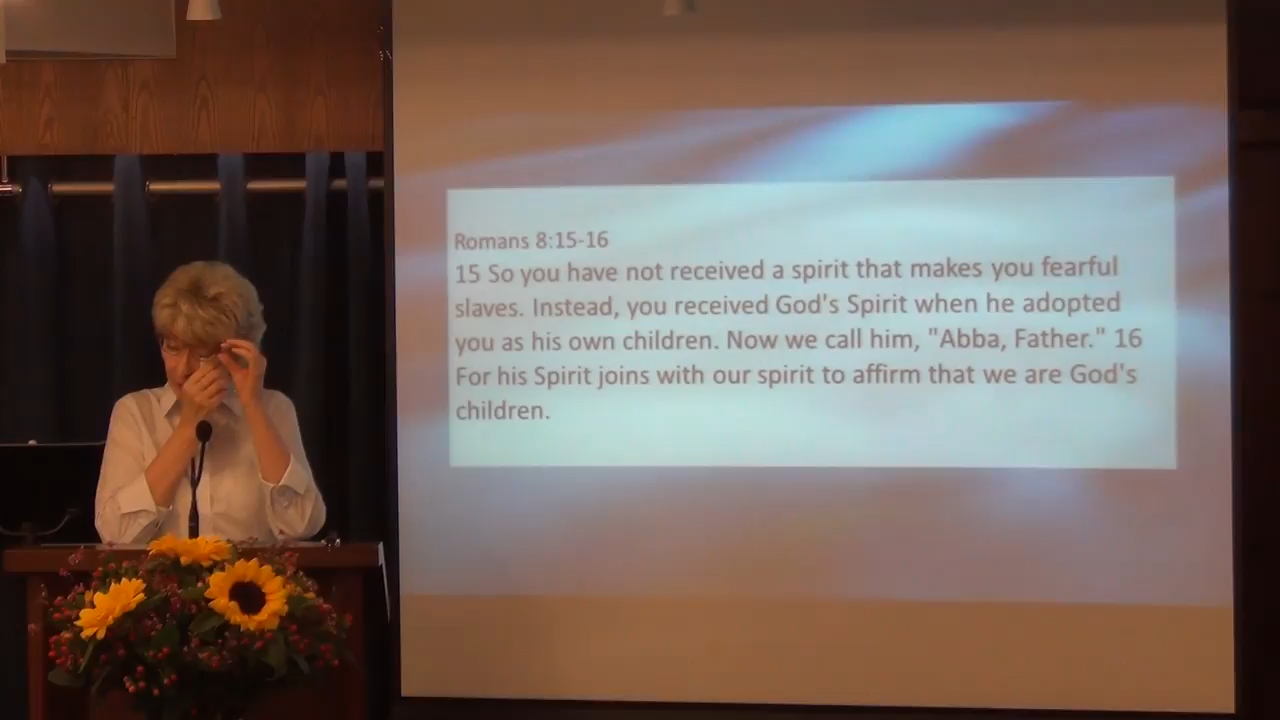 Romans 8:15-16
15 So you have not received a spirit that makes you fearful
slaves. Instead, you received God's Spirit when he adopted
you as his own children. Now we call him, "Abba, Father." 16
For his Spirit joins with our spirit to affirm that we are God's
children.